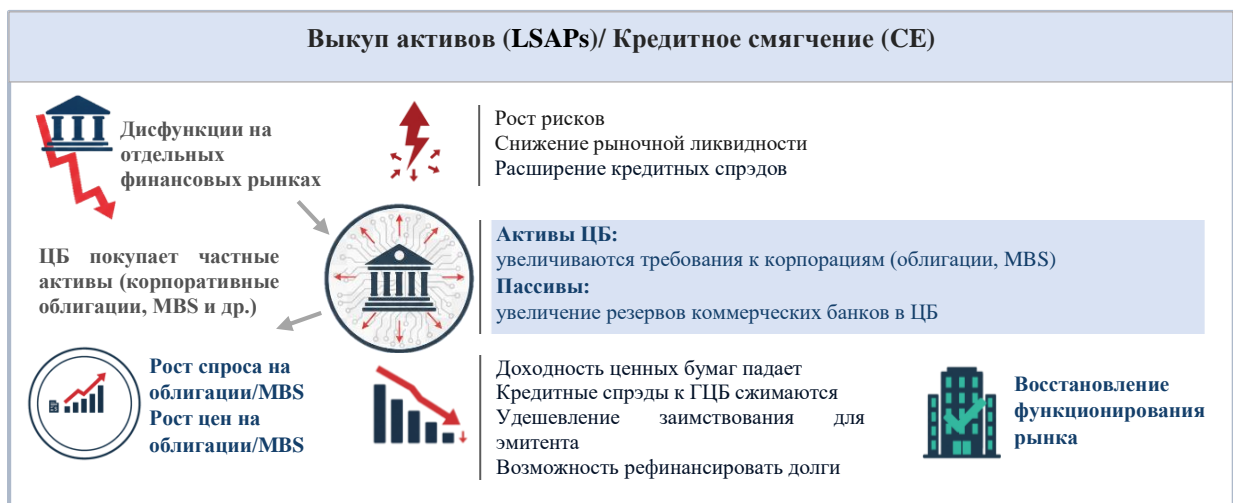 Выкуп активов (LSAPs)/ Кредитное смягчение (CE)
Дисфункции на
отдельных
финансовых рынках
Рост рисков
Снижение рыночной ликвидности
Расширение кредитных спрэдов
ЦБ покупает частные
активы (корпоративные
облигации, MBS и др.)
Активы ЦБ:
увеличиваются требования к корпорациям (облигации, MBS)
Пассивы:
увеличение резервов коммерческих банков в ЦБ
Рост спроса на
облигации/MBS
Рост цен на
облигации/MBS
Доходность ценных бумаг падает
Кредитные спрэды к ГЦБ сжимаются
Удешевление заимствования для
эмитента
Возможность рефинансировать долги
Восстановление
функционирования
рынка